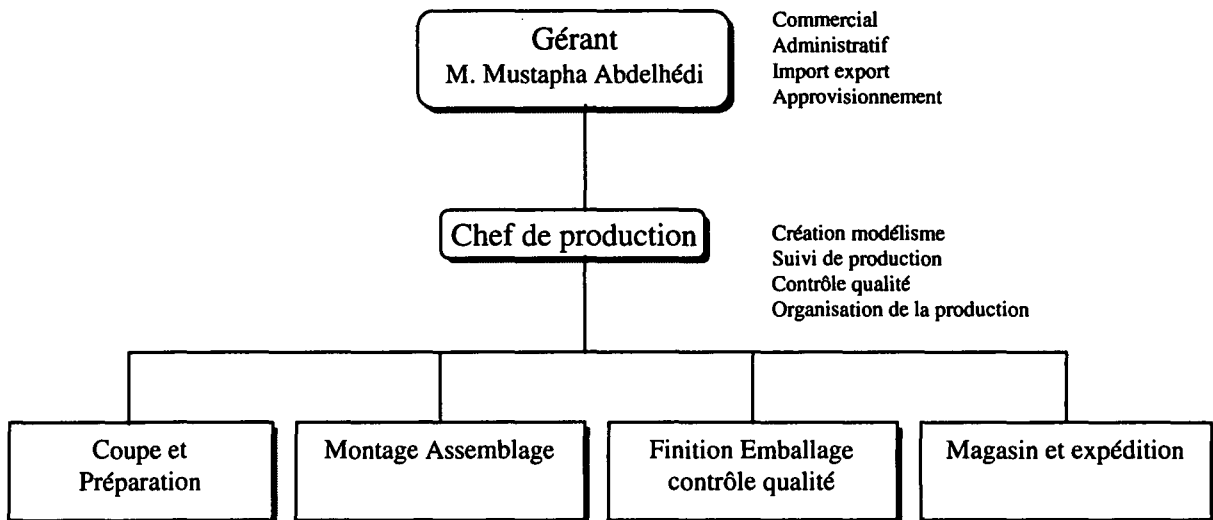 Gérant
M. Mustapha Abdelhédi
Commercial
Administratif
Import export
Approvisionnement
Chef de production
Création modélisme
Suivi de production
Contrôle qualité
Organisation de la production
Coupe et
Préparation
Montage Assemblage
Finition Emballage
contrôle qualité
Magasin et expédition